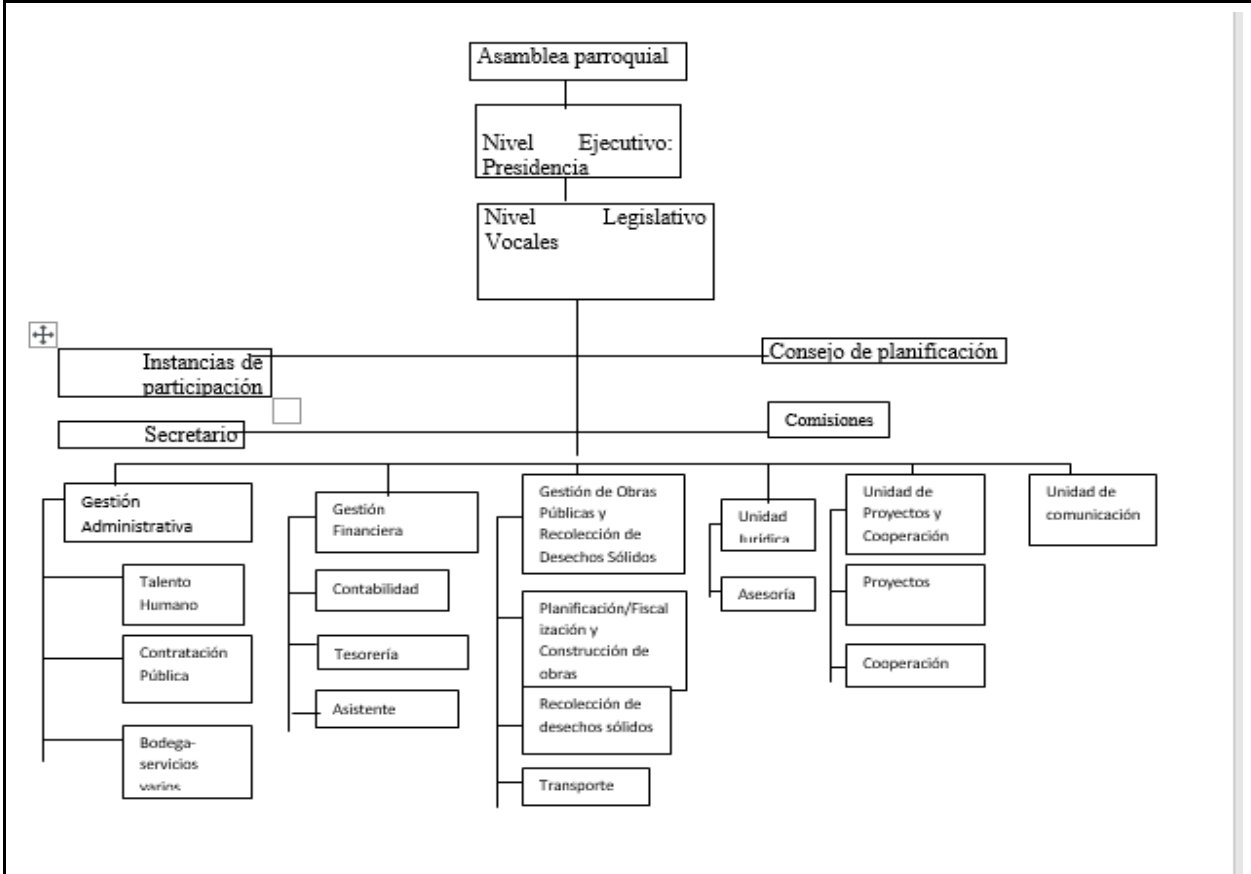 Asamblea parroquial
Nivel Ejecutivo:
Presidencia
Nivel Legislativo
Vocales
Instancias de
participación
Consejo de planificación
Secretario
Comisiones
Gestión
Administrativa
Talento
Humano
Contratación
Pública
Bodega-
servicios
varios
Gestión
Financiera
Contabilidad
Tesorería
Asistente
Gestión de Obras
Públicas y
Recolección de
Desechos Sólidos
Planificación/Fiscal
ización y
Construcción de
obras
Recolección de
desechos sólidos
Transporte
Unidad
Jurídica
Asesoría
Unidad de
Proyectos y
Cooperación
Proyectos
Cooperación
Unidad de
comunicación